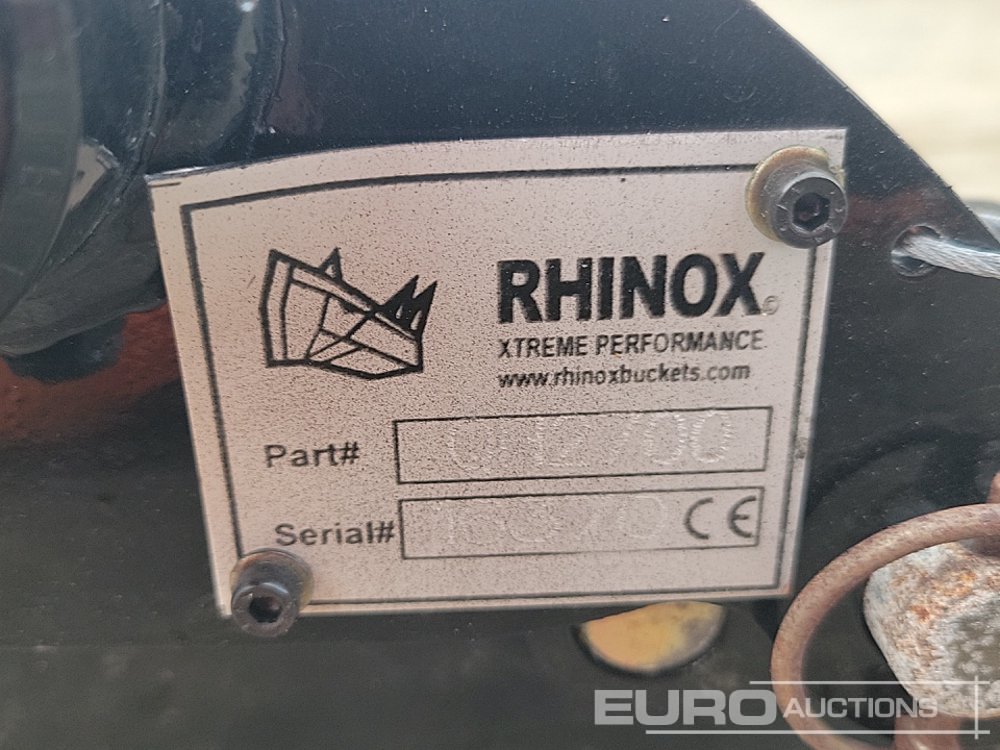 RHINOX
XTREME PERFORMANCE
www.rhinoxbuckets.com
Part#
Serial#
CE
EURO AUCTIONS